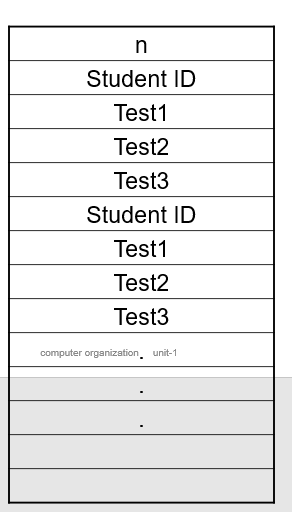 n
Student ID
Test1
Test2
Test3
Student ID
Test1
Test2
Test3
computer organization . unit-1
.
.